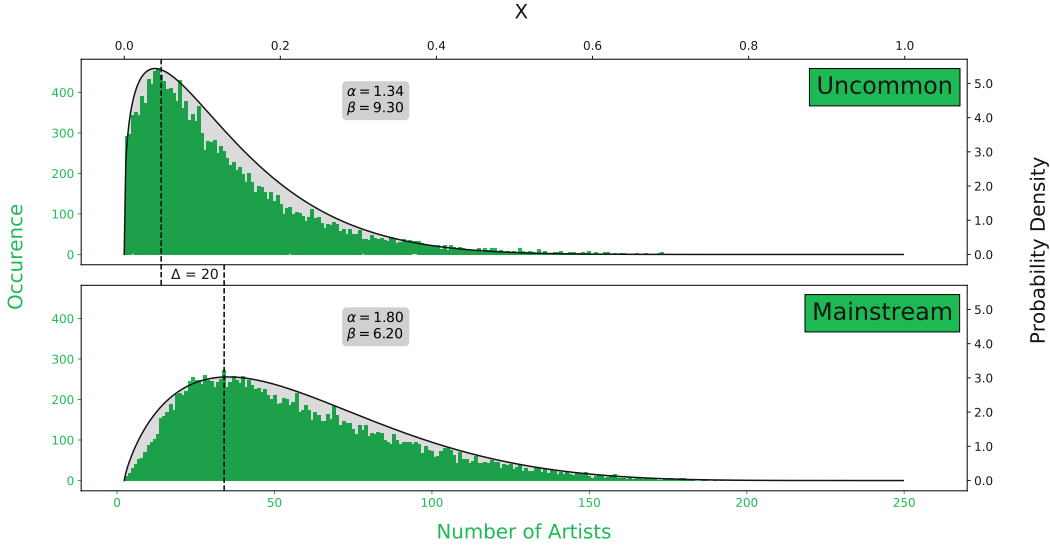 X
0.0 0.2 0.4 0.6 0.8 1.0
Uncommon
α = 1.34
β = 9.30
400
300
200
100
0
5.0
4.0
3.0
2.0
1.0
0.0
Occurence
Probability Density
Δ = 20
Mainstream
α = 1.80
β = 6.20
400
300
200
100
0
5.0
4.0
3.0
2.0
1.0
0.0
0 50 100 150 200 250
Number of Artists